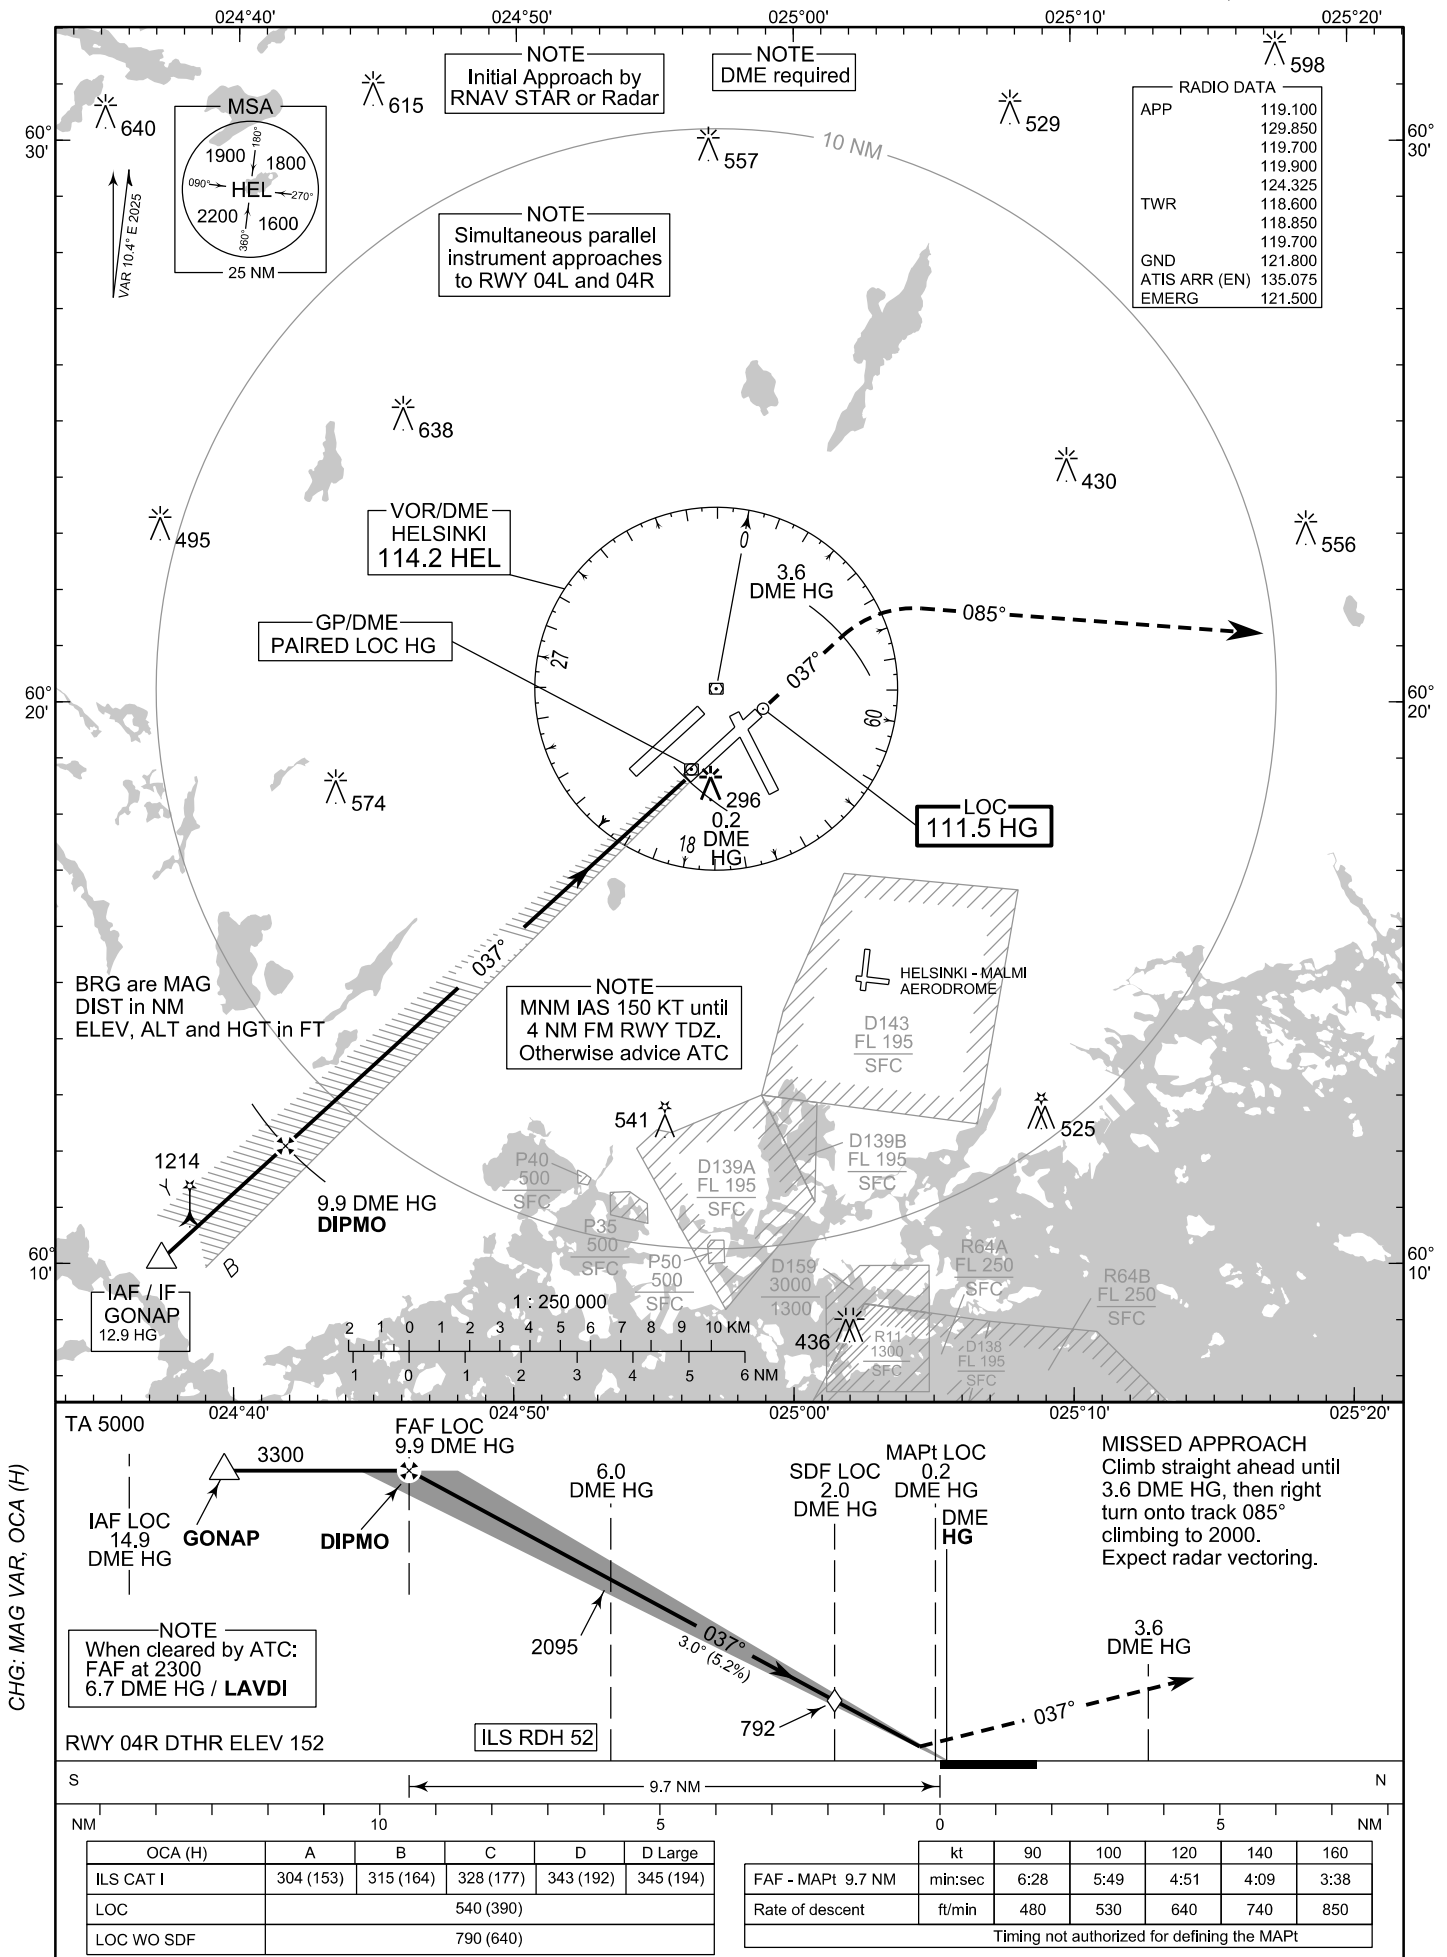 024°40'
024°50'
025°00'
025°10'
025°20'
NOTE
Initial Approach by
RNAV STAR or Radar
NOTE
DME required
598
615
640
529
557
10 NM
60°
30'
60°
30'
MSA
1900
1800
2200
1600
HEL
180°
090°
270°
360°
25 NM
VAR 10.4° E 2025
RADIO DATA
APP 119.100
129.850
119.700
119.900
124.325
TWR 118.600
118.850
119.700
GND 121.800
ATIS ARR (EN) 135.075
EMERG 121.500
NOTE
Simultaneous parallel
instrument approaches
to RWY 04L and 04R
638
430
495
556
VOR/DME
HELSINKI
114.2 HEL
0
3.6
DME HG
085°
GP/DME
PAIRED LOC HG
27
037°
60°
20'
60°
20'
60
574
296
0.2
DME
HG
18
LOC
111.5 HG
037°
BRG are MAG
DIST in NM
ELEV, ALT and HGT in FT
NOTE
MNM IAS 150 KT until
4 NM FM RWY TDZ.
Otherwise advice ATC
HELSINKI - MALMI
AERODROME
D143
FL 195
SFC
541
525
1214
Y
B
9.9 DME HG
DIPMO
P40
500
SFC
D139A
FL 195
SFC
D139B
FL 195
SFC
P35
500
SFC
P50
500
SFC
D159
3000
1300
R64A
FL 250
SFC
R64B
FL 250
SFC
60°
10'
60°
10'
IAF / IF
GONAP
12.9 HG
1 : 250 000
2 1 0 1 2 3 4 5 6 7 8 9 10 KM
1 0 1 2 3 4 5 6 NM
436
R11
1300
SFC
D138
FL 195
SFC
024°40'
024°50'
025°00'
025°10'
025°20'
TA 5000
3300
FAF LOC
9.9 DME HG
6.0
DME HG
SDF LOC
2.0
DME HG
MAPt LOC
0.2
DME HG
DME
HG
MISSED APPROACH
Climb straight ahead until
3.6 DME HG, then right
turn onto track 085°
climbing to 2000.
Expect radar vectoring.
IAF LOC
14.9
DME HG
GONAP
DIPMO
NOTE
When cleared by ATC:
FAF at 2300
6.7 DME HG / LAVDI
2095
037°
3.0° (5.2%)
3.6
DME HG
037°
792
ILS RDH 52
RWY 04R DTHR ELEV 152
S
9.7 NM
N
NM 10 5 0 5 NM
OCA (H) A B C D D Large
ILS CAT I 304 (153) 315 (164) 328 (177) 343 (192) 345 (194)
LOC 540 (390)
LOC WO SDF 790 (640)
kt 90 100 120 140 160
FAF - MAPt 9.7 NM min:sec 6:28 5:49 4:51 4:09 3:38
Rate of descent ft/min 480 530 640 740 850
Timing not authorized for defining the MAPt
CHG: MAG VAR, OCA (H)